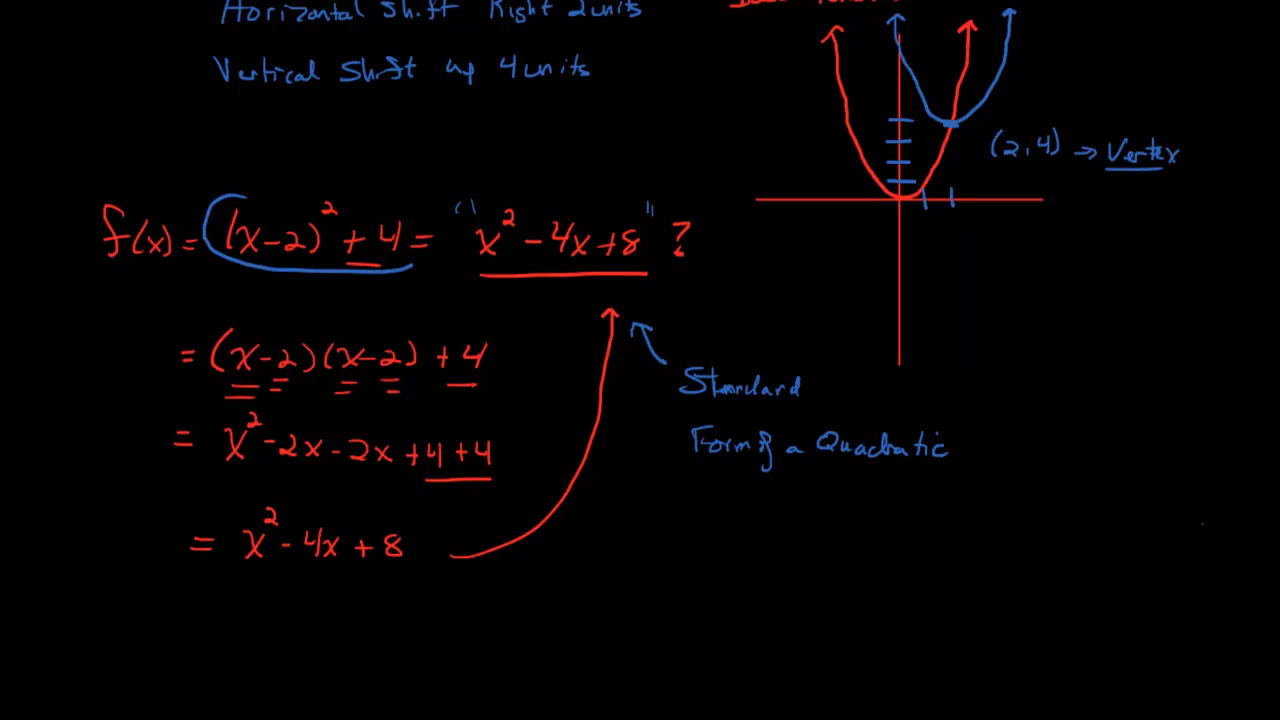 Horizontal Shift Right 2 units
Vertical Shift up 4 units
(2,4) → Vertex
f(x) = (x-2)² + 4 = " x² - 4x + 8 " ?
= (x-2)(x-2) + 4
Standard
Form of a Quadratic
= x² - 2x - 2x + 4 + 4
= x² - 4x + 8